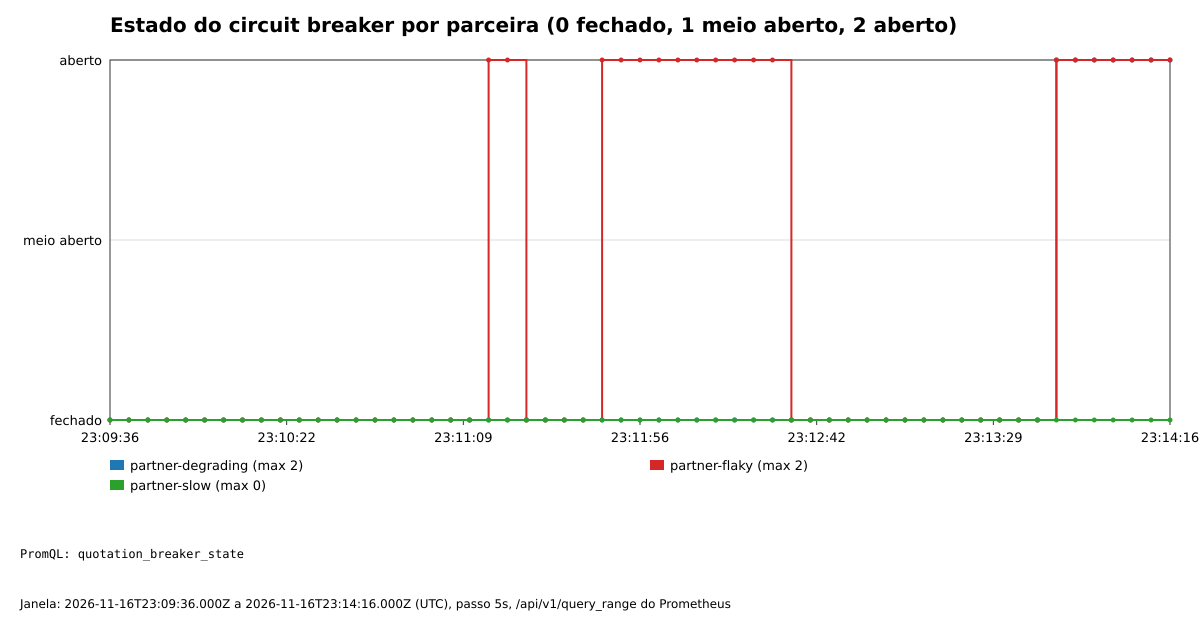 Estado do circuit breaker por parceira (0 fechado, 1 meio aberto, 2 aberto)
aberto
meio aberto
fechado
23:09:36 23:10:22 23:11:09 23:11:56 23:12:42 23:13:29 23:14:16
partner-degrading (max 2) partner-flaky (max 2)
partner-slow (max 0)
PromQL: quotation_breaker_state
Janela: 2026-11-16T23:09:36.000Z a 2026-11-16T23:14:16.000Z (UTC), passo 5s, /api/v1/query_range do Prometheus